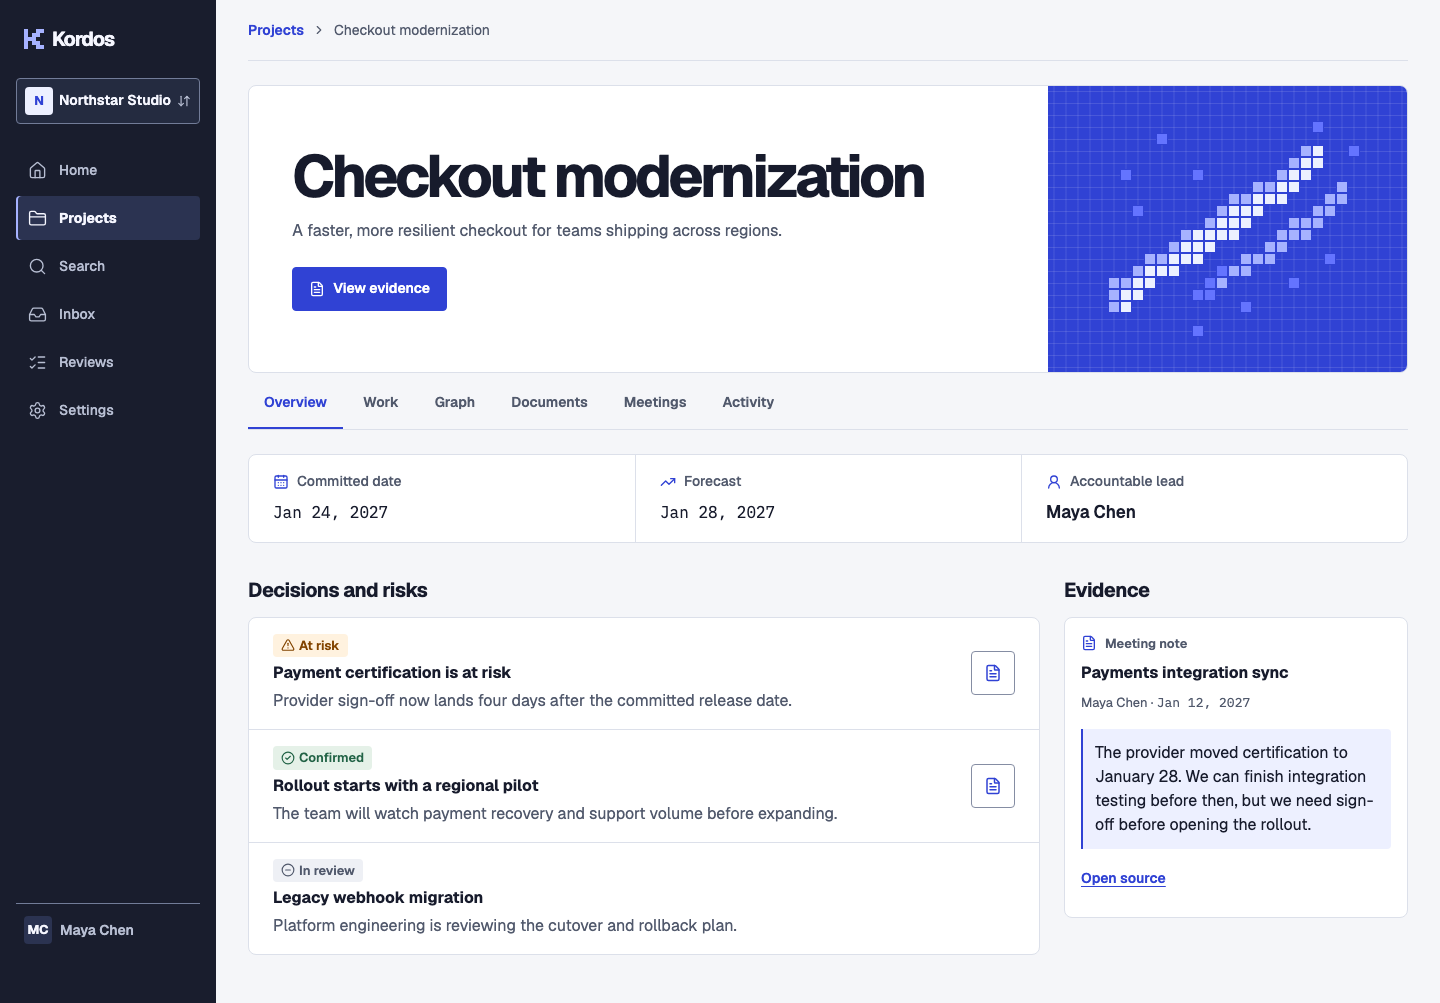 Kordos
N Northstar Studio
Home
Projects
Search
Inbox
Reviews
Settings
MC Maya Chen
Projects > Checkout modernization
Checkout modernization
A faster, more resilient checkout for teams shipping across regions.
View evidence
Overview Work Graph Documents Meetings Activity
Committed date
Jan 24, 2027
Forecast
Jan 28, 2027
Accountable lead
Maya Chen
Decisions and risks
At risk
Payment certification is at risk
Provider sign-off now lands four days after the committed release date.
Confirmed
Rollout starts with a regional pilot
The team will watch payment recovery and support volume before expanding.
In review
Legacy webhook migration
Platform engineering is reviewing the cutover and rollback plan.
Evidence
Meeting note
Payments integration sync
Maya Chen · Jan 12, 2027
The provider moved certification to
January 28. We can finish integration
testing before then, but we need sign-
off before opening the rollout.
Open source